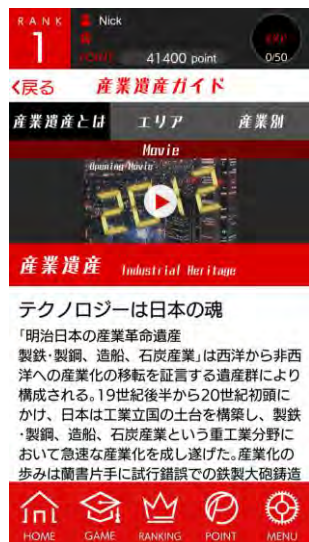 RANK
1
Nick
POINT
41400 point
EXP
0/50
く戻る
産業遺産ガイド
産業遺産とは
エリア
産業別
Movie
Opening Movie
2012
産業遺産
Industrial Heritage
テクノロジーは日本の魂
「明治日本の産業革命遺産
製鉄・製鋼、造船、石炭産業」は西洋から非西
洋への産業化の移転を証言する遺産群により
構成される。19世紀後半から20世紀初頭に
かけ、日本は工業立国の土台を構築し、製鉄
・製鋼、造船、石炭産業という重工業分野に
おいて急速な産業化を成し遂げた。産業化の
歩みは蘭書片手に試行錯誤での鉄製大砲鋳造
HOME
GAME
RANKING
POINT
MENU